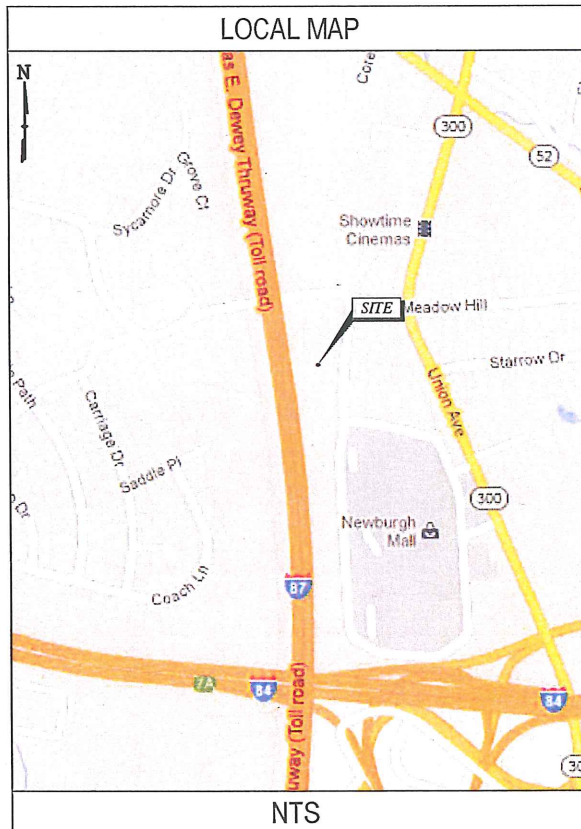 LOCAL MAP
N
as E. Dewey Thruway (Toll road)
300
52
Sycamore Dr
Grove Ct
Showtime
Cinemas
SITE
Meadow Hill
Starrow Dr
Union Ave
Path
Carriage Dr
Saddle Pl
300
Newburgh
Mall
Dr
Coach Ln
87
7A
84
84
uway (Toll road)
30
NTS